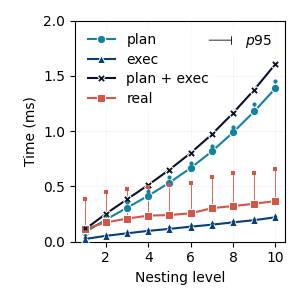 2.0
1.5
1.0
0.5
0.0
Time (ms)
plan
exec
plan + exec
real
p95
2 4 6 8 10
Nesting level